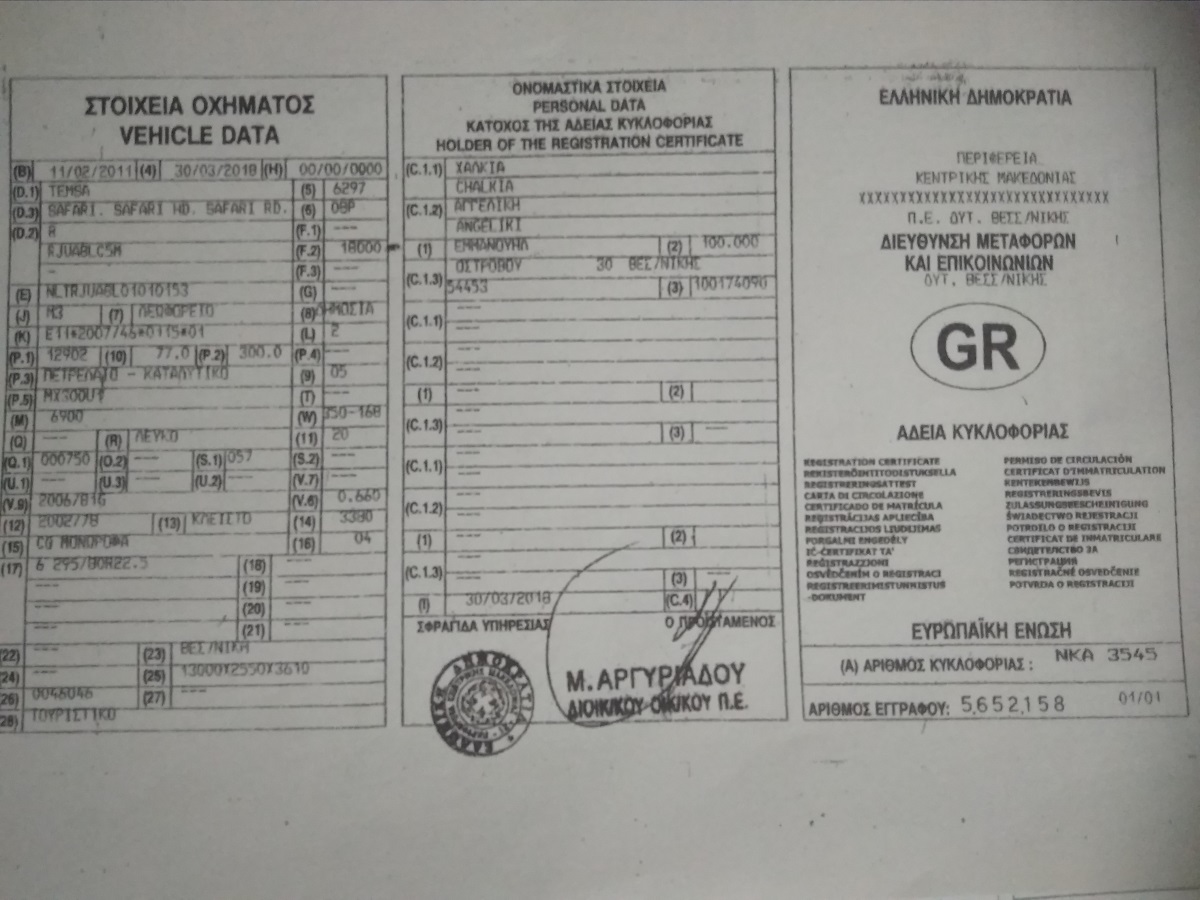 ΣΤΟΙΧΕΙΑ ΟΧΗΜΑΤΟΣ
VEHICLE DATA
(B) 11/02/2011 (4) 30/03/2018 (H) 00/00/0000
(D.1) TEMSA (5) 6297
(D.3) SAFARI. SAFARI HD. SAFARI RD. (6) 08P
(D.2) R (F.1) ---
RJUABLC5M (F.2) 18000
- (F.3) ---
(E) NLTRJUABL01010153 (G) ---
(J) M3 (7) ΛΕΩΦΟΡΕΙΟ (8) ΔΗΜΟΣΙΑ
(K) E11*2007/46*0115*01 (L) 2
(P.1) 12902 (10) 77.0 (P.2) 300.0 (P.4) ---
(P.3) ΠΕΤΡΕΛΑΙΟ - ΚΑΤΑΛΥΤΙΚΟ (9) 05
(P.5) MX300U1 (T) ---
(M) 6900 (W) 350-168
(Q) --- (R) ΛΕΥΚΟ (11) 20
(O.1) 000750 (O.2) --- (S.1) 057 (S.2) ---
(U.1) --- (U.3) --- (U.2) --- (V.7) ---
(V.9) 2006/81G (V.6) 0.660
(12) 2002/78 (13) ΚΛΕΙΣΤΟ (14) 3380
(15) ΜΟΝΟΡΟΦΑ (16) 04
(17) 6 295/80R22.5 (18) ---
--- (19) ---
--- (20) ---
--- (21) ---
(22) --- (23) ΘΕΣ/ΝΙΚΗ
(24) --- (25) 13000X2550X3610
(26) 0046046 (27) ---
(28) ΤΟΥΡΙΣΤΙΚΟ
ΟΝΟΜΑΣΤΙΚΑ ΣΤΟΙΧΕΙΑ
PERSONAL DATA
ΚΑΤΟΧΟΣ ΤΗΣ ΑΔΕΙΑΣ ΚΥΚΛΟΦΟΡΙΑΣ
HOLDER OF THE REGISTRATION CERTIFICATE
(C.1.1) ΧΑΛΚΙΑ
CHALKIA
(C.1.2) ΑΓΓΕΛΙΚΗ
ANGELIKI
(1) ΕΜΜΑΝΟΥΗΛ (2) 100.000
(C.1.3) ΟΣΤΡΟΒΟΥ 30 ΘΕΣ/ΝΙΚΗΣ
54453 (3) 100174090
(C.1.1) ---
---
(C.1.2) ---
---
(1) --- (2)
(C.1.3) ---
--- (3) ---
(C.1.1) ---
---
(C.1.2) ---
---
(1) --- (2)
(C.1.3) ---
--- (3) ---
(I) 30/03/2018 (C.4)
ΣΦΡΑΓΙΔΑ ΥΠΗΡΕΣΙΑΣ Ο ΠΡΟΪΣΤΑΜΕΝΟΣ
Μ. ΑΡΓΥΡΙΑΔΟΥ
ΔΙΟΙΚ/ΚΟΥ ΟΙΚ/ΚΟΥ Π.Ε.
ΕΛΛΗΝΙΚΗ ΔΗΜΟΚΡΑΤΙΑ
ΕΛΛΗΝΙΚΗ ΔΗΜΟΚΡΑΤΙΑ
ΠΕΡΙΦΕΡΕΙΑ
ΚΕΝΤΡΙΚΗΣ ΜΑΚΕΔΟΝΙΑΣ
Π.Ε. ΔΥΤ. ΘΕΣΣ/ΝΙΚΗΣ
ΔΙΕΥΘΥΝΣΗ ΜΕΤΑΦΟΡΩΝ
ΚΑΙ ΕΠΙΚΟΙΝΩΝΙΩΝ
ΔΥΤ. ΘΕΣΣ/ΝΙΚΗΣ
GR
ΑΔΕΙΑ ΚΥΚΛΟΦΟΡΙΑΣ
REGISTRATION CERTIFICATE
REKISTERÖINTITODISTUKSELLA
REGISTRERINGSATTEST
CARTA DI CIRCOLAZIONE
CERTIFICADO DE MATRÍCULA
REĢISTRĀCIJAS APLIECĪBA
REGISTRACIJOS LIUDIJIMAS
FORGALMI ENGEDÉLY
IĊ-ĊERTIFIKAT TA'
REĠISTRAZZJONI
OSVĚDČENÍM O REGISTRACI
REGISTREERIMISTUNNISTUS
-DOKUMENT
PERMISO DE CIRCULACIÓN
CERTIFICAT D'IMMATRICULATION
KENTEKENBEWIJS
REGISTRERINGSBEVIS
ZULASSUNGSBESCHEINIGUNG
ŚWIADECTWO REJESTRACJI
POTRDILO O REGISTRACIJI
CERTIFICAT DE INMATRICULARE
СВИДЕТЕЛСТВО ЗА
РЕГИСТРАЦИЯ
REGISTRAČNÉ OSVEDČENIE
POTVRDA O REGISTRACIJI
ΕΥΡΩΠΑΪΚΗ ΕΝΩΣΗ
(A) ΑΡΙΘΜΟΣ ΚΥΚΛΟΦΟΡΙΑΣ : NKA 3545
ΑΡΙΘΜΟΣ ΕΓΓΡΑΦΟΥ: 5,652,158 01/01